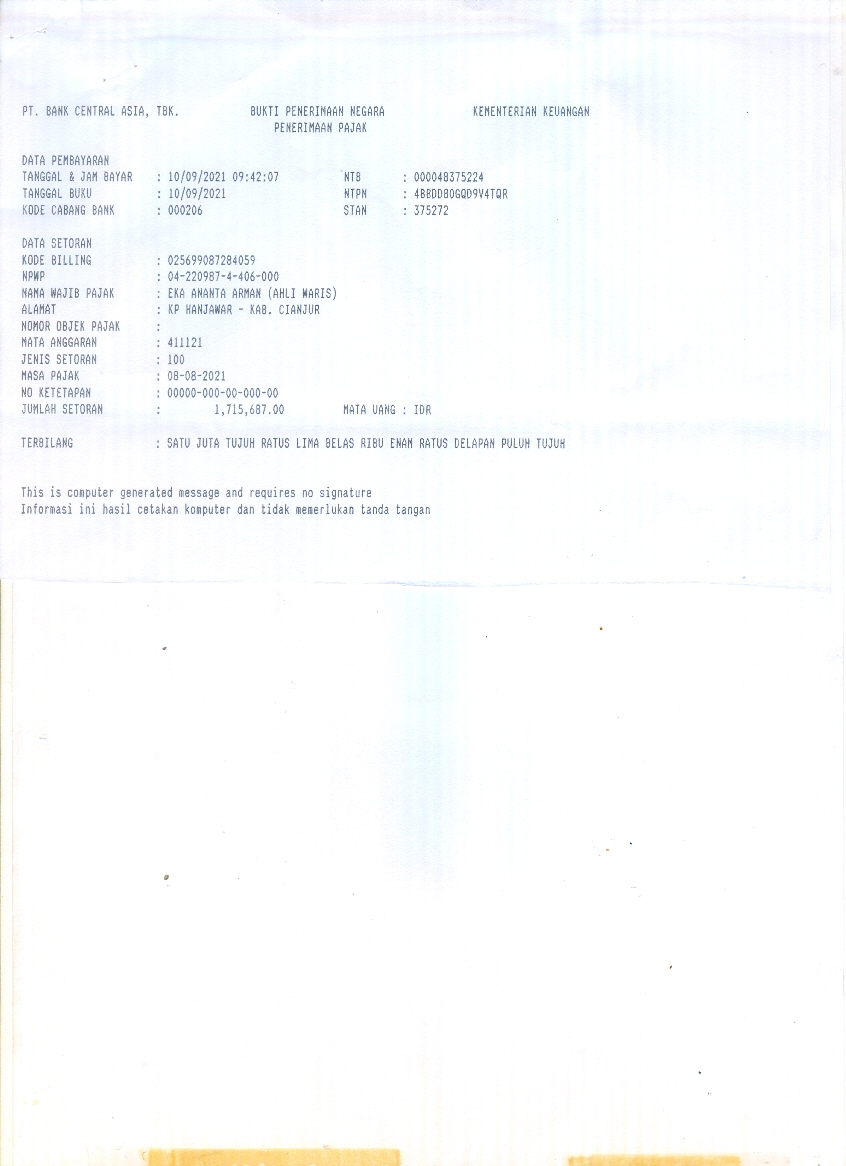 PT. BANK CENTRAL ASIA, TBK. BUKTI PENERIMAAN NEGARA KEMENTERIAN KEUANGAN
PENERIMAAN PAJAK
DATA PEMBAYARAN
TANGGAL & JAM BAYAR : 10/09/2021 09:42:07 NTB : 000048375224
TANGGAL BUKU : 10/09/2021 NTPN : 4BBDD80GQD9V4TQR
KODE CABANG BANK : 000206 STAN : 375272
DATA SETORAN
KODE BILLING : 025699087284059
NPWP : 04-220987-4-406-000
NAMA WAJIB PAJAK : EKA ANANTA ARMAN (AHLI WARIS)
ALAMAT : KP HANJAWAR - KAB. CIANJUR
NOMOR OBJEK PAJAK :
MATA ANGGARAN : 411121
JENIS SETORAN : 100
MASA PAJAK : 08-08-2021
NO KETETAPAN : 00000-000-00-000-00
JUMLAH SETORAN : 1,715,687.00 MATA UANG : IDR
TERBILANG : SATU JUTA TUJUH RATUS LIMA BELAS RIBU ENAM RATUS DELAPAN PULUH TUJUH
This is computer generated message and requires no signature
Informasi ini hasil cetakan komputer dan tidak memerlukan tanda tangan